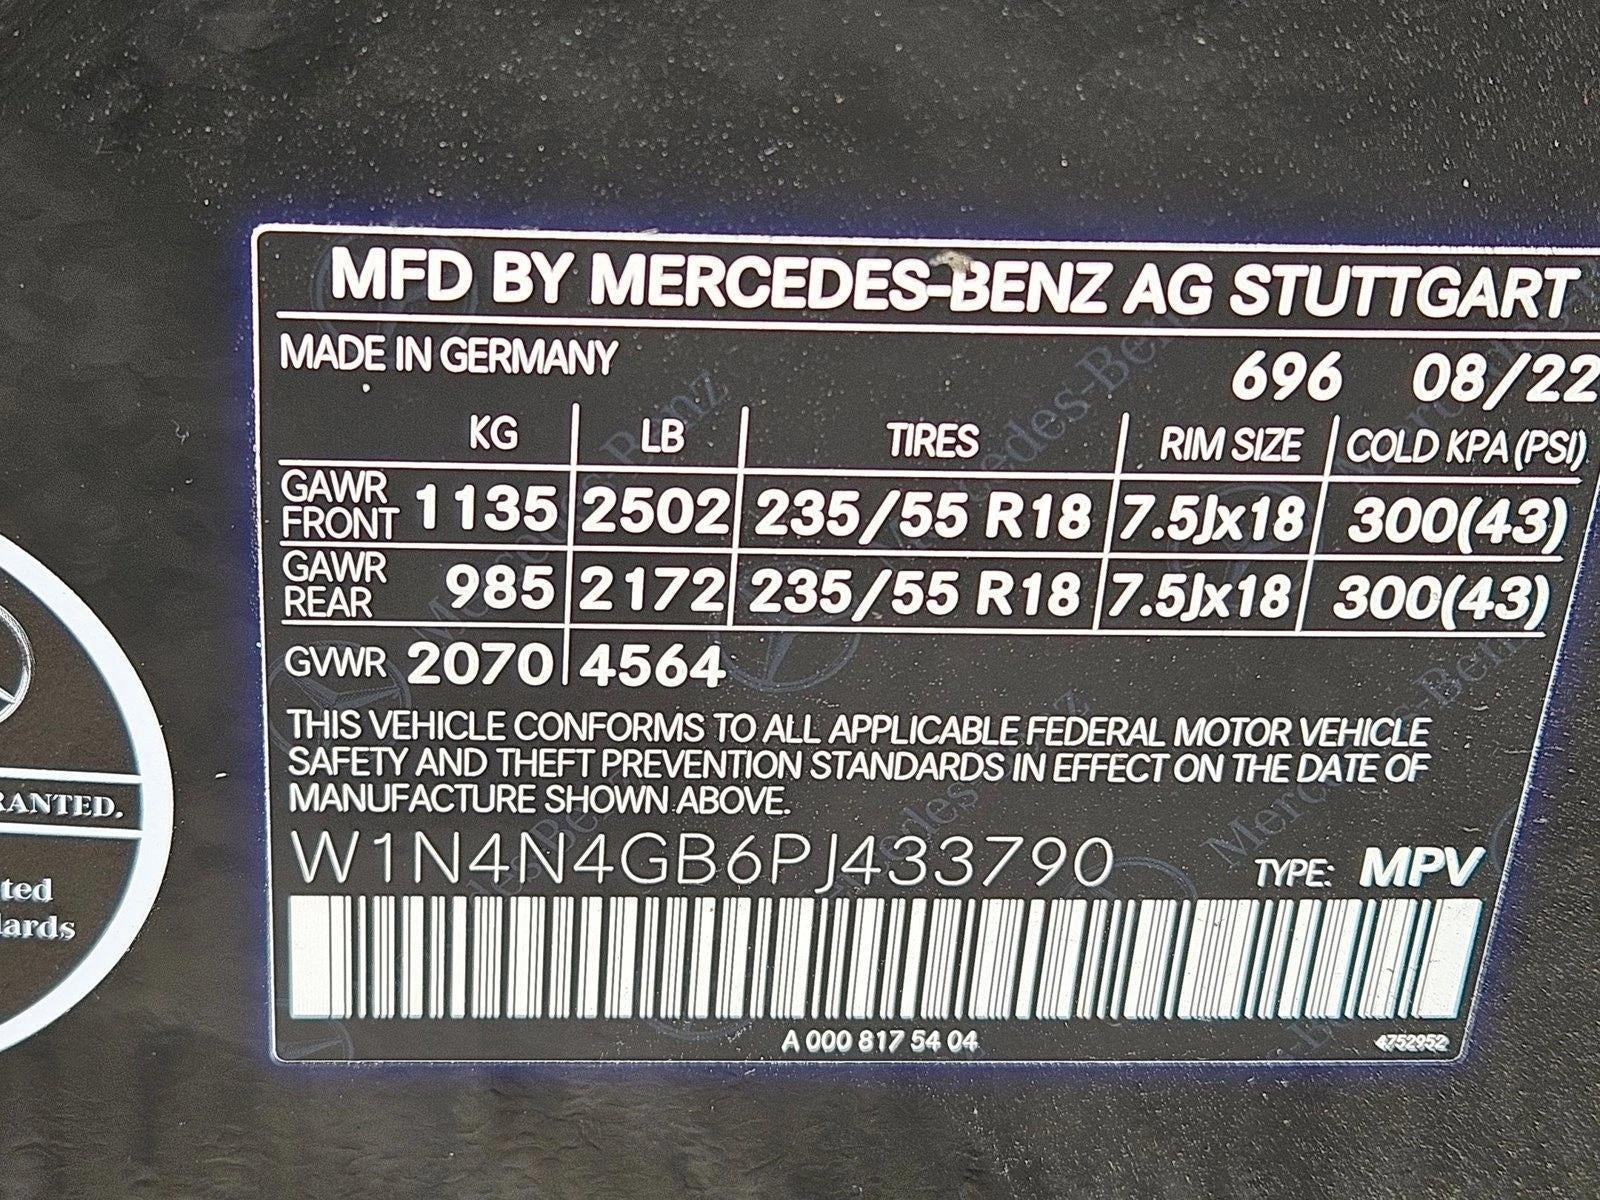 MFD BY MERCEDES-BENZ AG STUTTGART
MADE IN GERMANY 696 08/22
KG LB TIRES RIM SIZE COLD KPA (PSI)
GAWR FRONT 1135 2502 235/55 R18 7.5Jx18 300(43)
GAWR REAR 985 2172 235/55 R18 7.5Jx18 300(43)
GVWR 2070 4564
THIS VEHICLE CONFORMS TO ALL APPLICABLE FEDERAL MOTOR VEHICLE
SAFETY AND THEFT PREVENTION STANDARDS IN EFFECT ON THE DATE OF
MANUFACTURE SHOWN ABOVE.
W1N4N4GB6PJ433790 TYPE: MPV
A 000 817 54 04 4752952
RANTED.
ted
lards